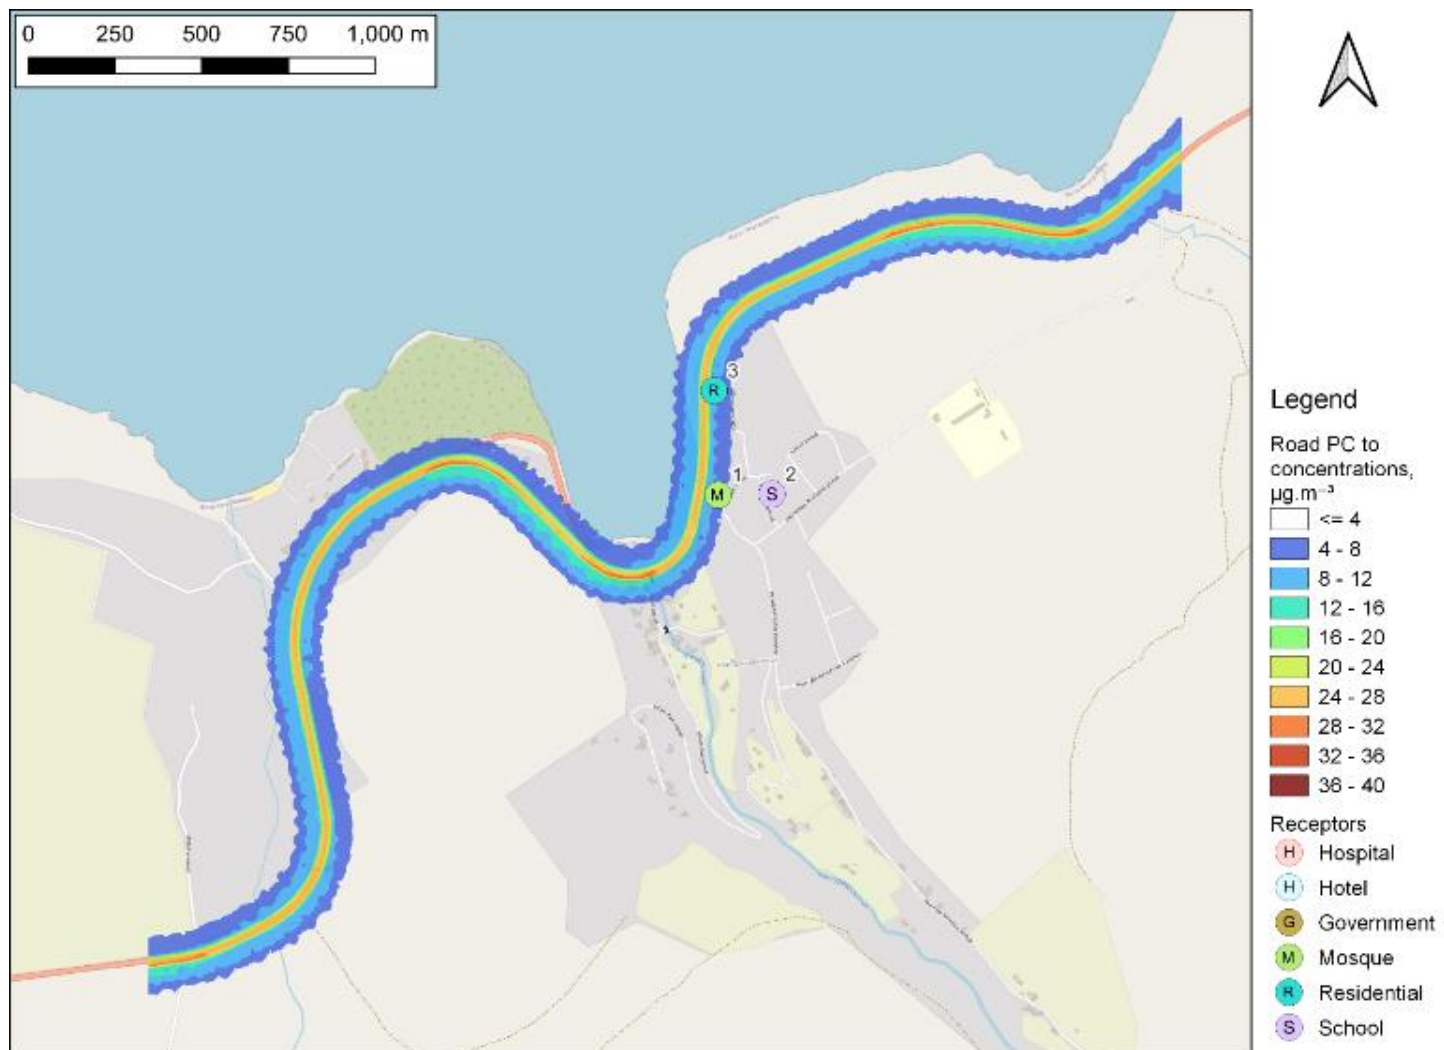 0 250 500 750 1,000 m
3
1
2
R
M
S
Legend
Road PC to
concentrations,
µg.m⁻³
<= 4
4 - 8
8 - 12
12 - 16
16 - 20
20 - 24
24 - 28
28 - 32
32 - 36
36 - 40
Receptors
H Hospital
H Hotel
G Government
M Mosque
R Residential
S School